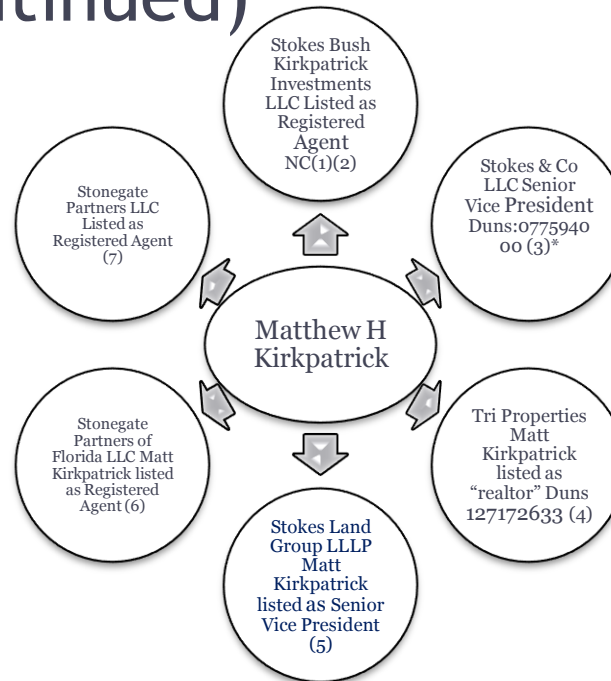 ntinued)
Stokes Bush
Kirkpatrick
Investments
LLC Listed as
Registered
Agent
NC(1)(2)
Stonegate
Partners LLC
Listed as
Registered Agent
(7)
Stokes & Co
LLC Senior
Vice President
Duns:0775940
00 (3)*
Matthew H
Kirkpatrick
Stonegate
Partners of
Florida LLC Matt
Kirkpatrick listed
as Registered
Agent (6)
Tri Properties
Matt
Kirkpatrick
listed as
“realtor” Duns
127172633 (4)
Stokes Land
Group LLLP
Matt
Kirkpatrick
listed as Senior
Vice President
(5)